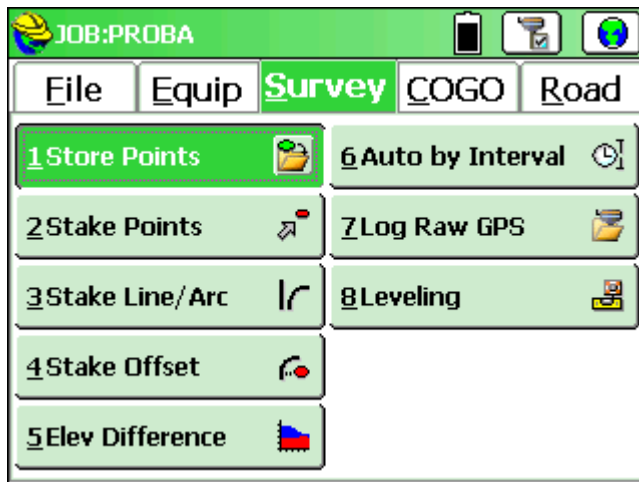 JOB:PROBA
File Equip Survey COGO Road
1Store Points
2Stake Points
3Stake Line/Arc
4Stake Offset
5Elev Difference
6Auto by Interval
7Log Raw GPS
8Leveling